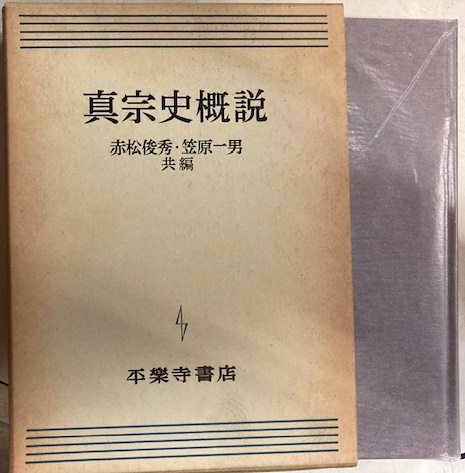 真宗史概説
赤松俊秀・笠原一男
共編
平樂寺書店